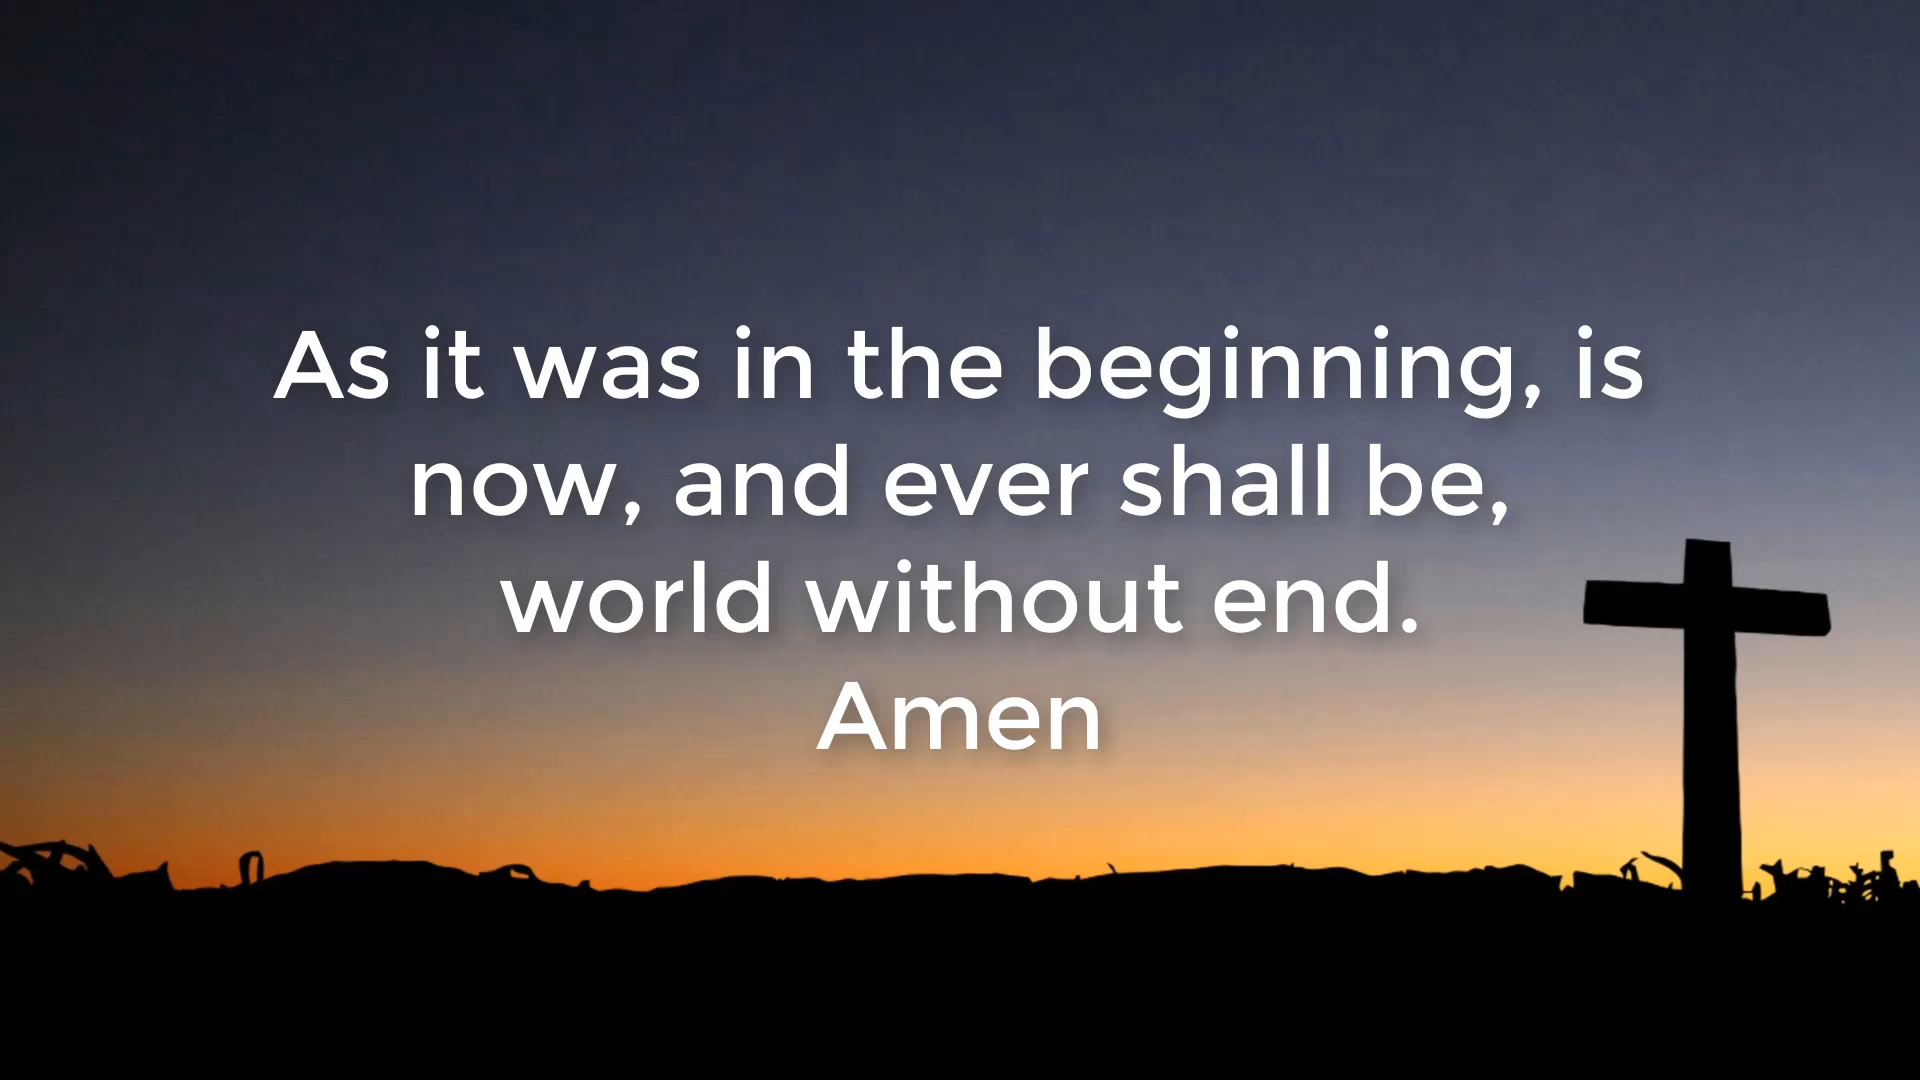 As it was in the beginning, is
now, and ever shall be,
world without end.
Amen